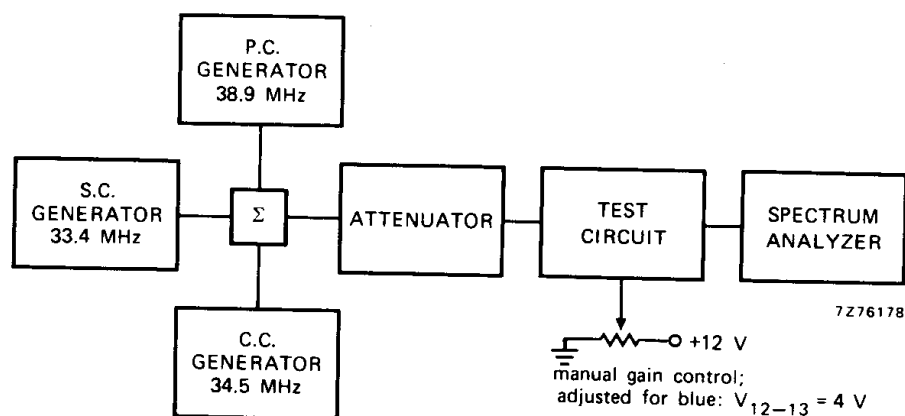 P.C.
GENERATOR
38.9 MHz
S.C.
GENERATOR
33.4 MHz
Σ
ATTENUATOR
TEST
CIRCUIT
SPECTRUM
ANALYZER
7Z76178
C.C.
GENERATOR
34.5 MHz
+12 V
manual gain control;
adjusted for blue: V12–13 = 4 V